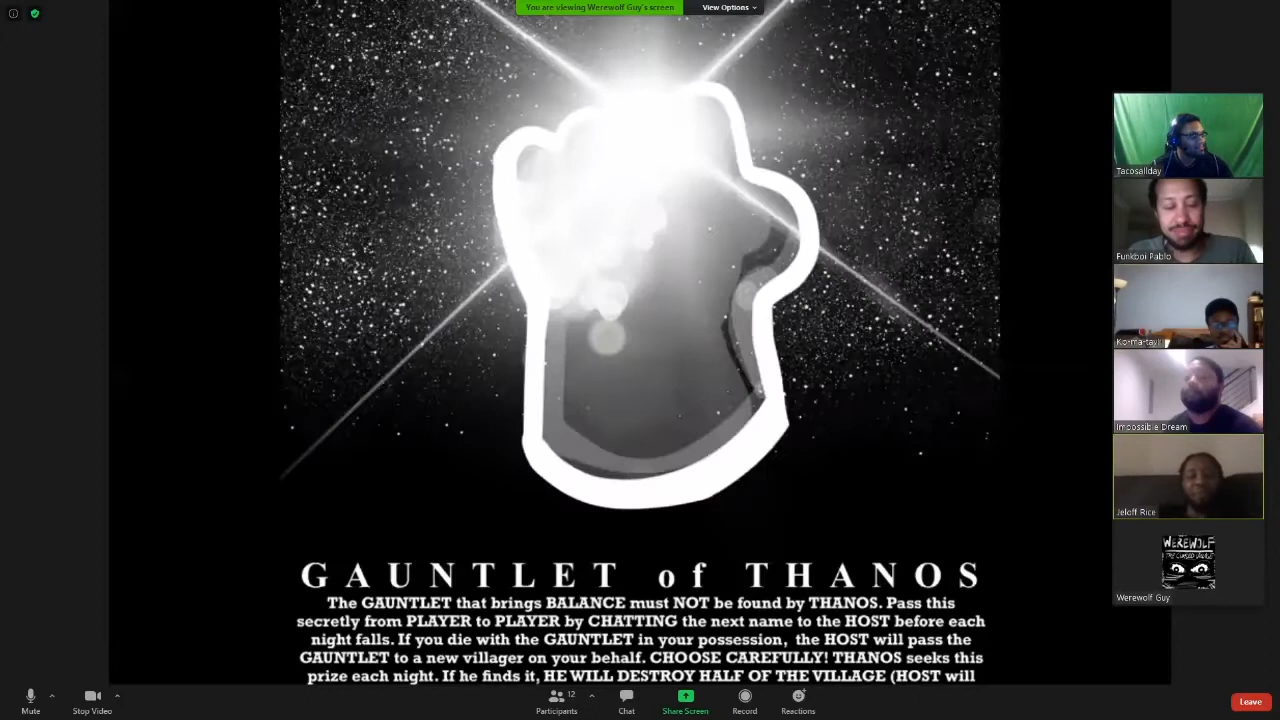 You are viewing Werewolf Guy's screen
View Options
Tacosallday
Funkboi Pablo
Impossible Dream
Jeloff Rice
WEREWOLF
Werewolf Guy
GAUNTLET of THANOS
The GAUNTLET that brings BALANCE must NOT be found by THANOS. Pass this
secretly from PLAYER to PLAYER by CHATTING the next name to the HOST before each
night falls. If you die with the GAUNTLET in your possession, the HOST will pass the
GAUNTLET to a new villager on your behalf. CHOOSE CAREFULLY! THANOS seeks this
prize each night. If he finds it, HE WILL DESTROY HALF OF THE VILLAGE (HOST will
Mute
Stop Video
Participants
12
Chat
Share Screen
Record
Reactions
Leave